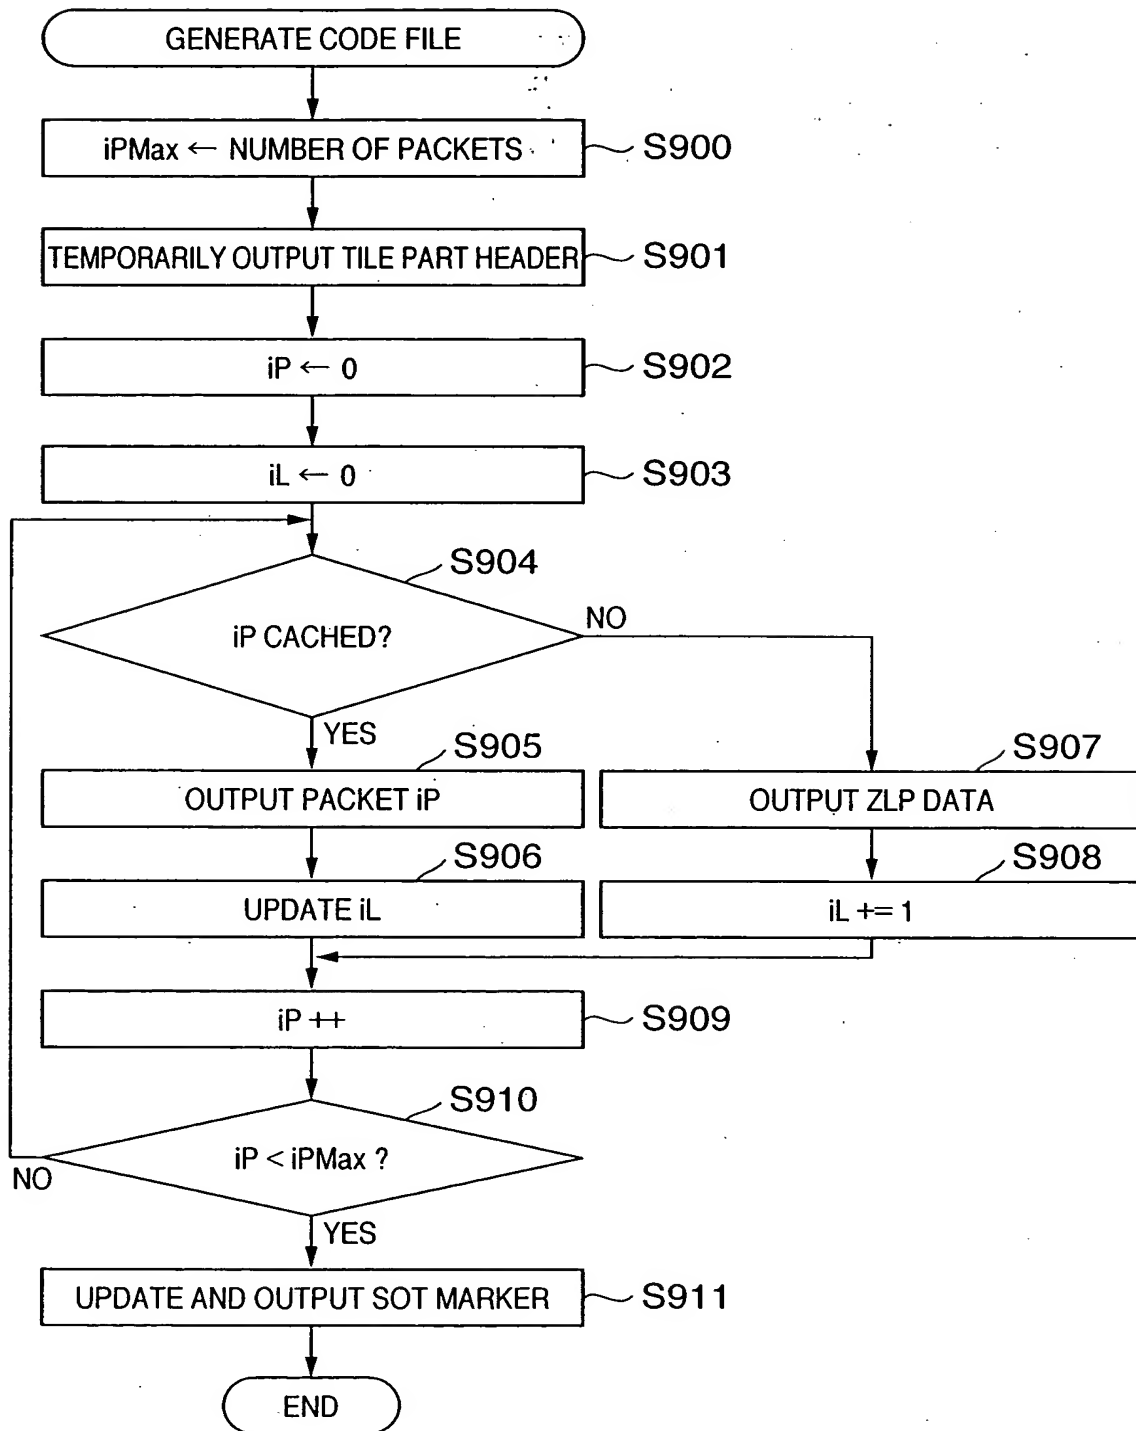 GENERATE CODE FILE
iPMax ← NUMBER OF PACKETS
S900
TEMPORARILY OUTPUT TILE PART HEADER
S901
iP ← 0
S902
iL ← 0
S903
S904
iP CACHED?
NO
YES
S905
OUTPUT PACKET iP
S907
OUTPUT ZLP DATA
S906
UPDATE iL
S908
iL += 1
iP ++
S909
S910
iP < iPMax ?
NO
YES
UPDATE AND OUTPUT SOT MARKER
S911
END